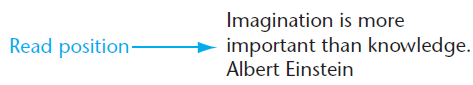 Imagination is more
Read position important than knowledge.
Albert Einstein